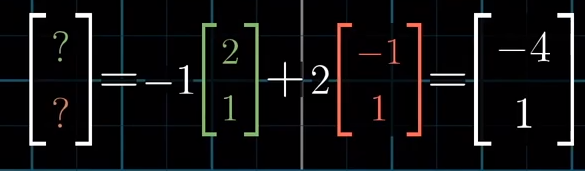 [? ?] = -1 [2 1] + 2 [-1 1] = [-4 1]